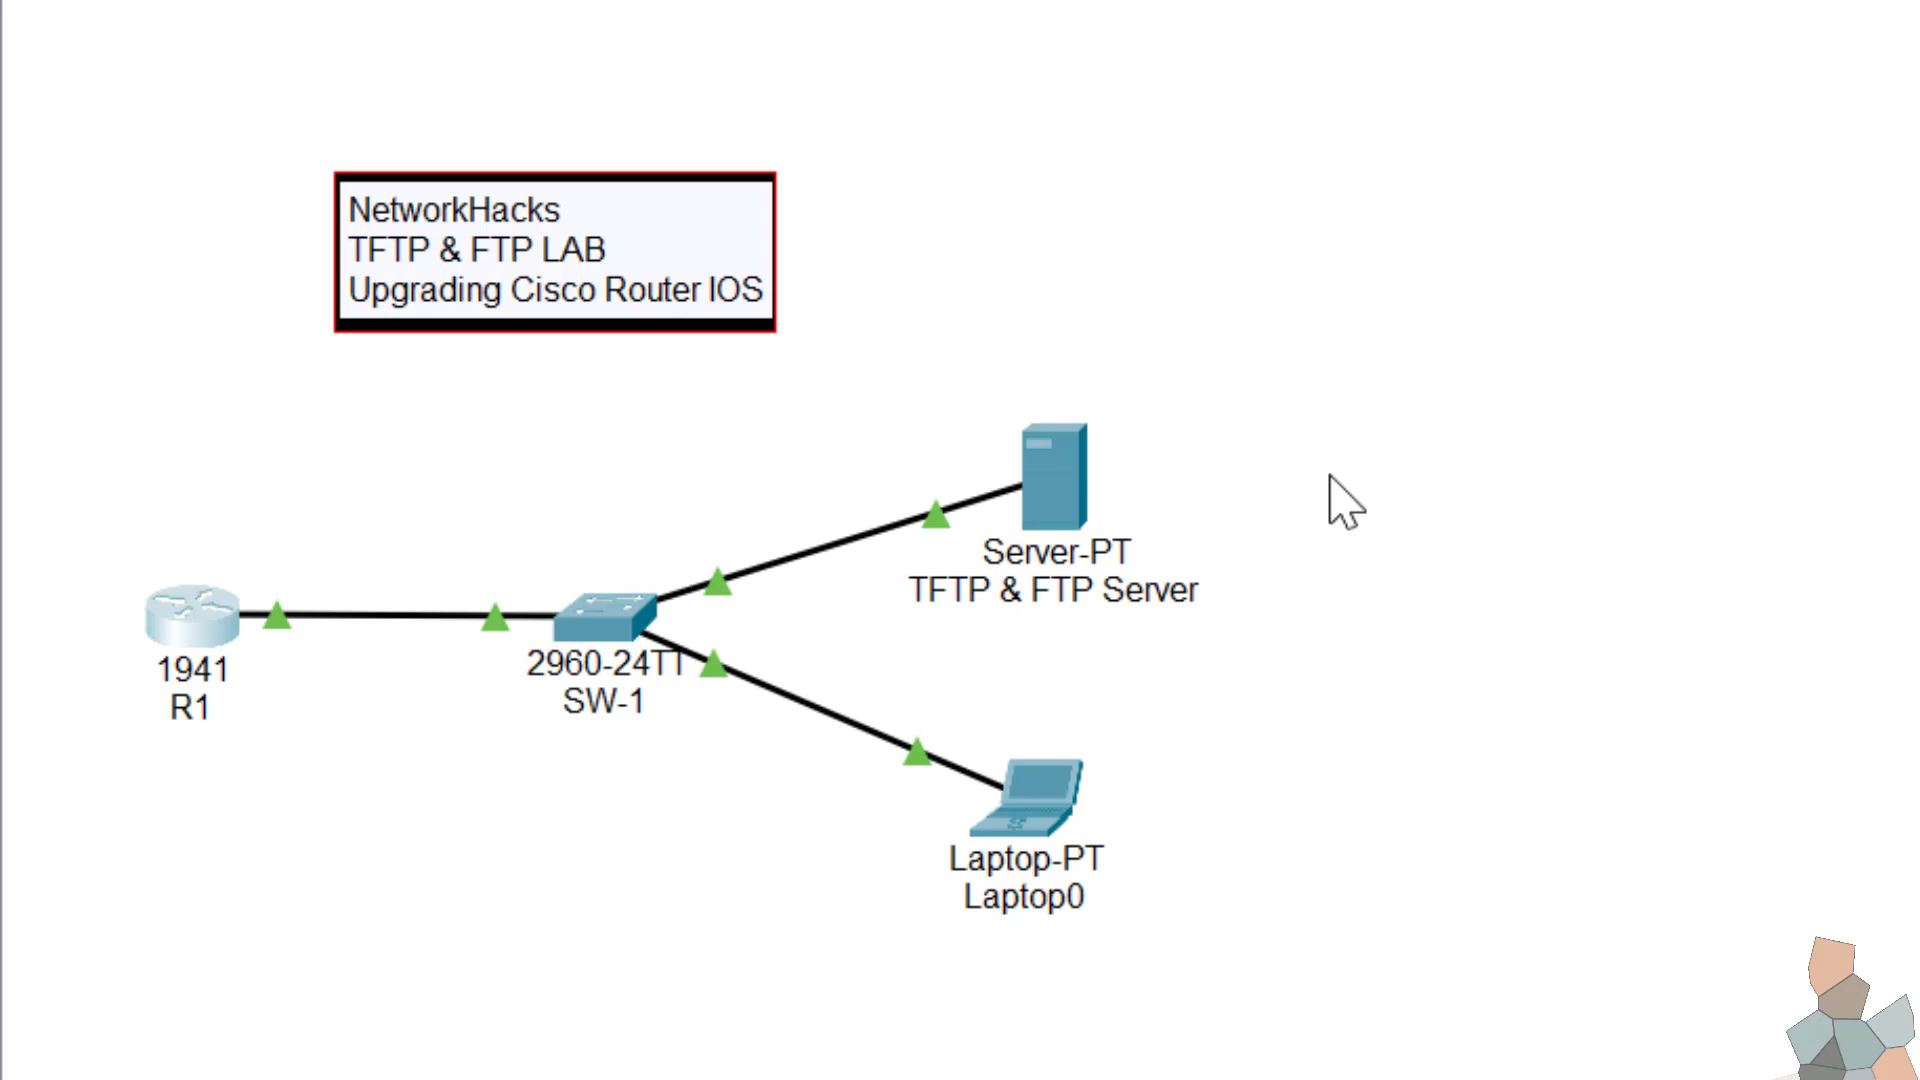 NetworkHacks
TFTP & FTP LAB
Upgrading Cisco Router IOS
Server-PT
TFTP & FTP Server
1941
R1
2960-24TT
SW-1
Laptop-PT
Laptop0